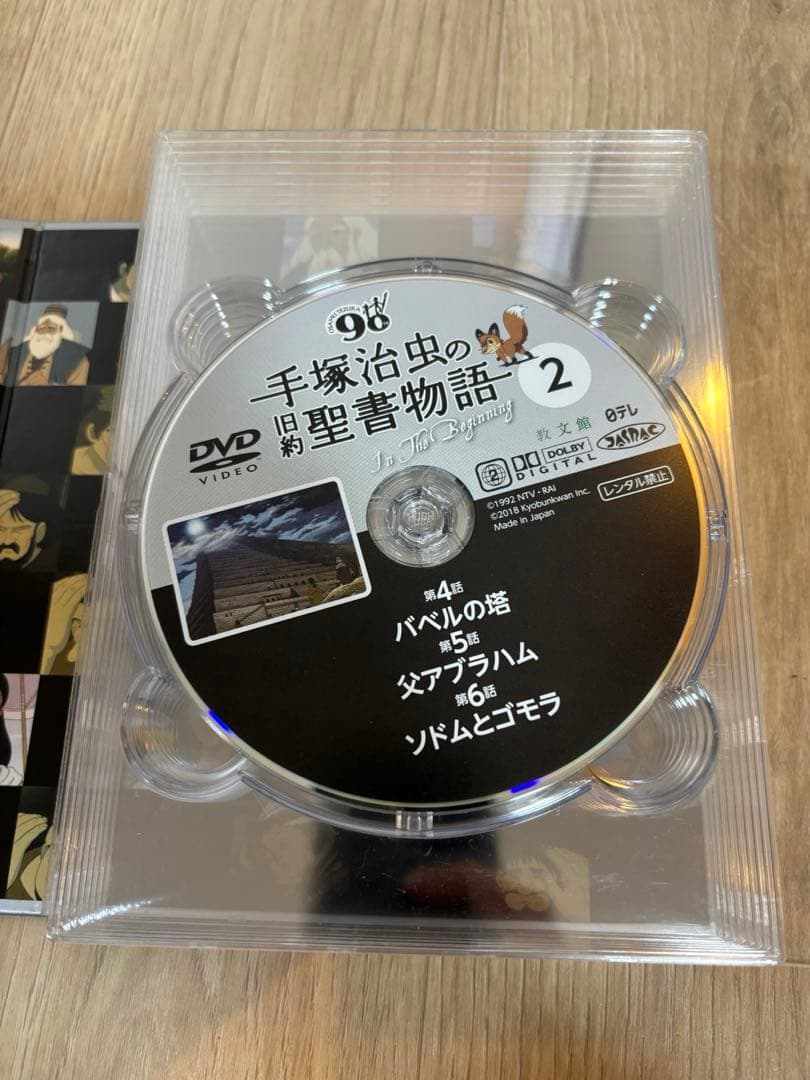 OSAMU TEZUKA
90th
手塚治虫の
旧約聖書物語
In The Beginning
2
DVD
VIDEO
教文館
日テレ
2
DOLBY
DIGITAL
JASRAC
©1992 NTV・RAI
©2018 Kyobunkwan Inc.
Made in Japan
レンタル禁止
第4話
バベルの塔
第5話
父アブラハム
第6話
ソドムとゴモラ